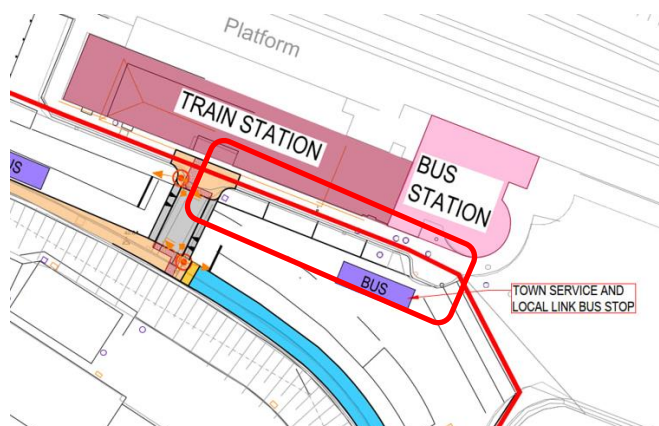 Platform
TRAIN STATION
BUS
STATION
BUS
TOWN SERVICE AND
LOCAL LINK BUS STOP